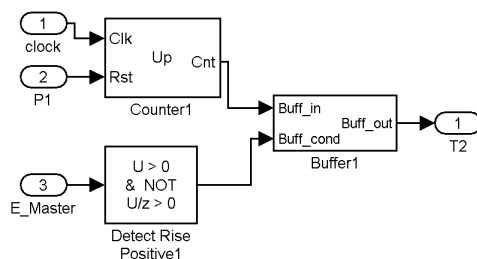 1
clock
Clk
Up
Cnt
2
P1
Rst
Counter1
Buff_in
Buff_cond
Buff_out
Buffer1
1
T2
3
E_Master
U > 0
& NOT
U/z > 0
Detect Rise
Positive1